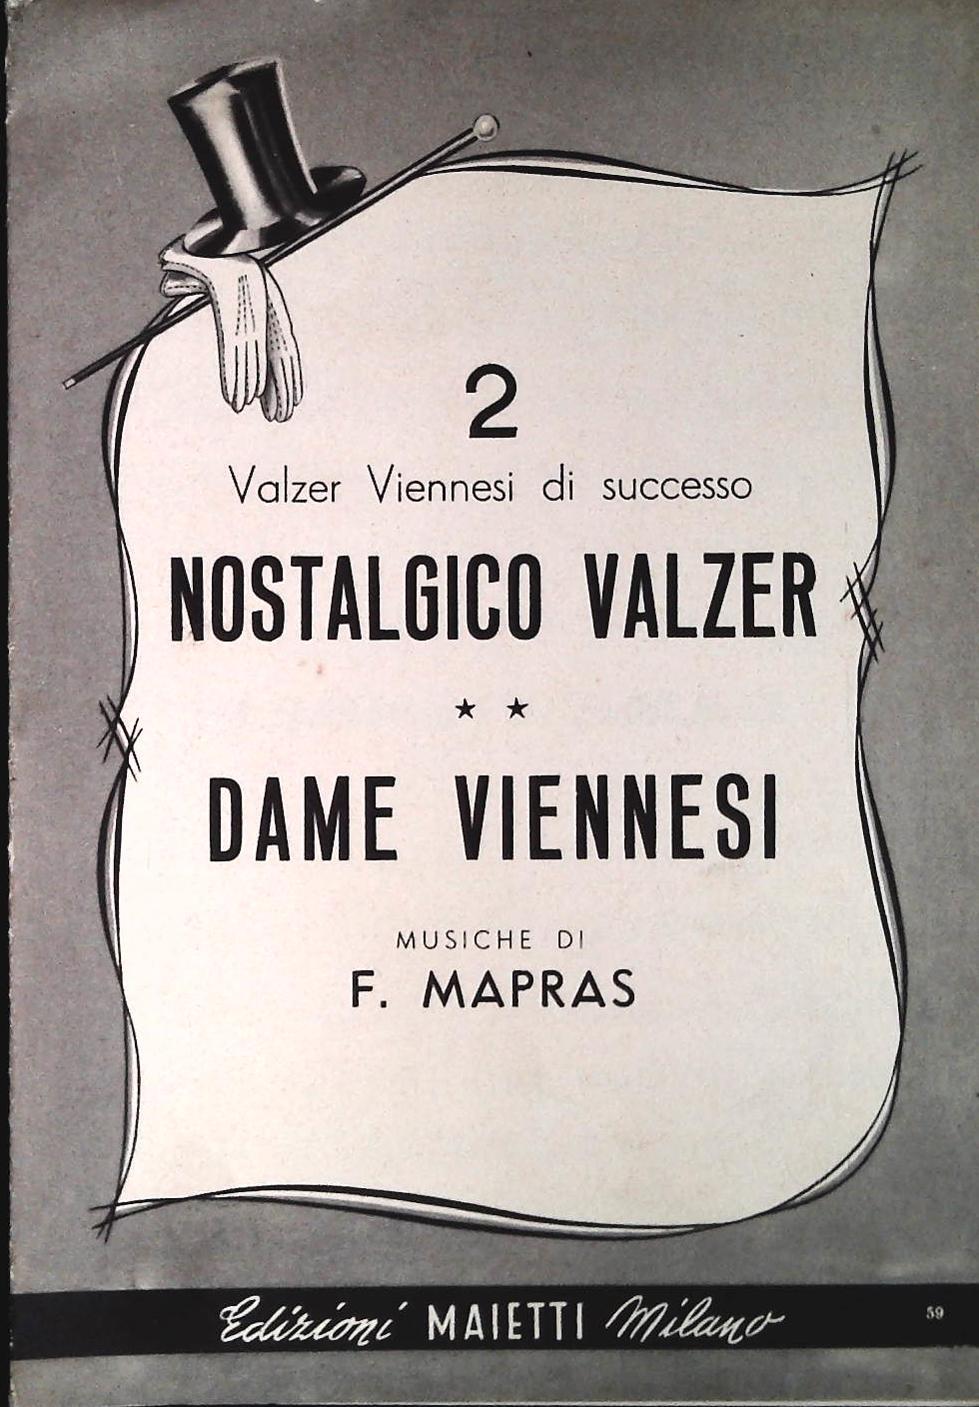 2
Valzer Viennesi di successo
NOSTALGICO VALZER
★ ★
DAME VIENNESI
MUSICHE DI
F. MAPRAS
Edizioni MAIETTI Milano
59